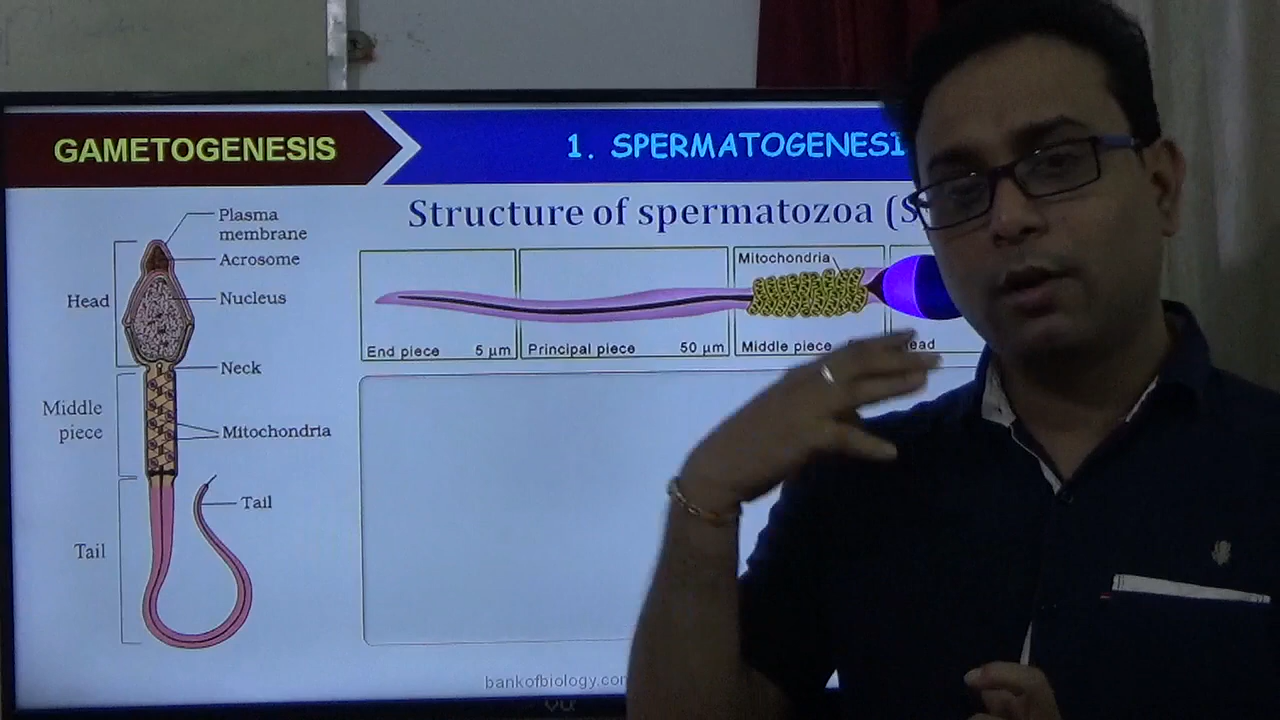 GAMETOGENESIS
1. SPERMATOGENESI
Structure of spermatozoa (S
Plasma
membrane
Acrosome
Head
Nucleus
Neck
Middle
piece
Mitochondria
Tail
Tail
Mitochondria
End piece 5 µm
Principal piece 50 µm
Middle piece
ead
bankofbiology.com
VU